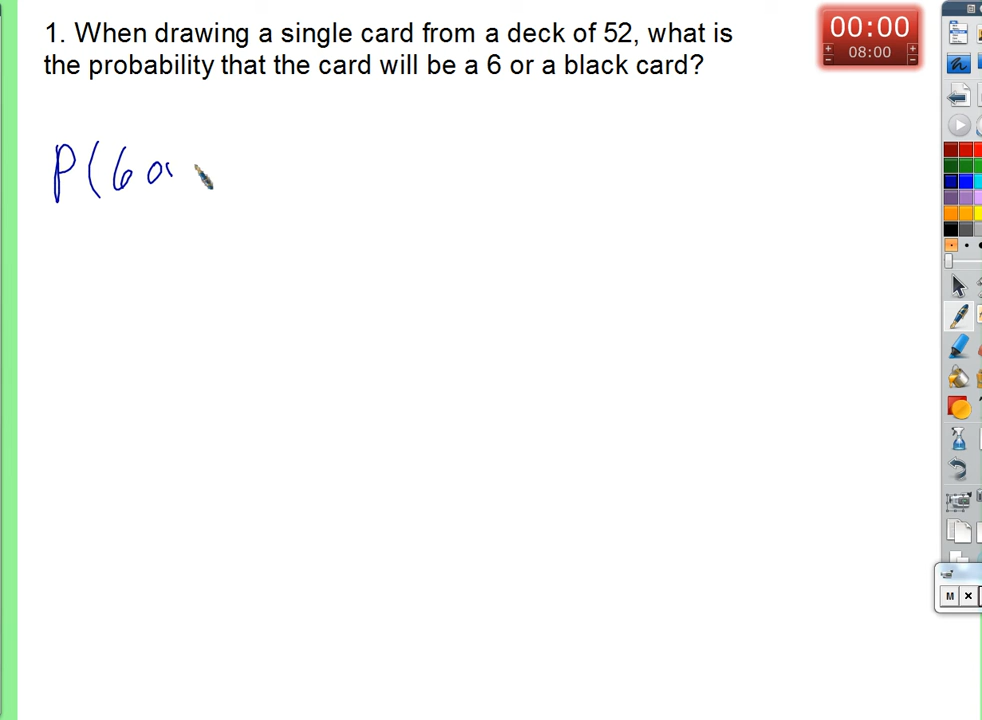 1. When drawing a single card from a deck of 52, what is
the probability that the card will be a 6 or a black card?
00:00
08:00
P(6 or
M